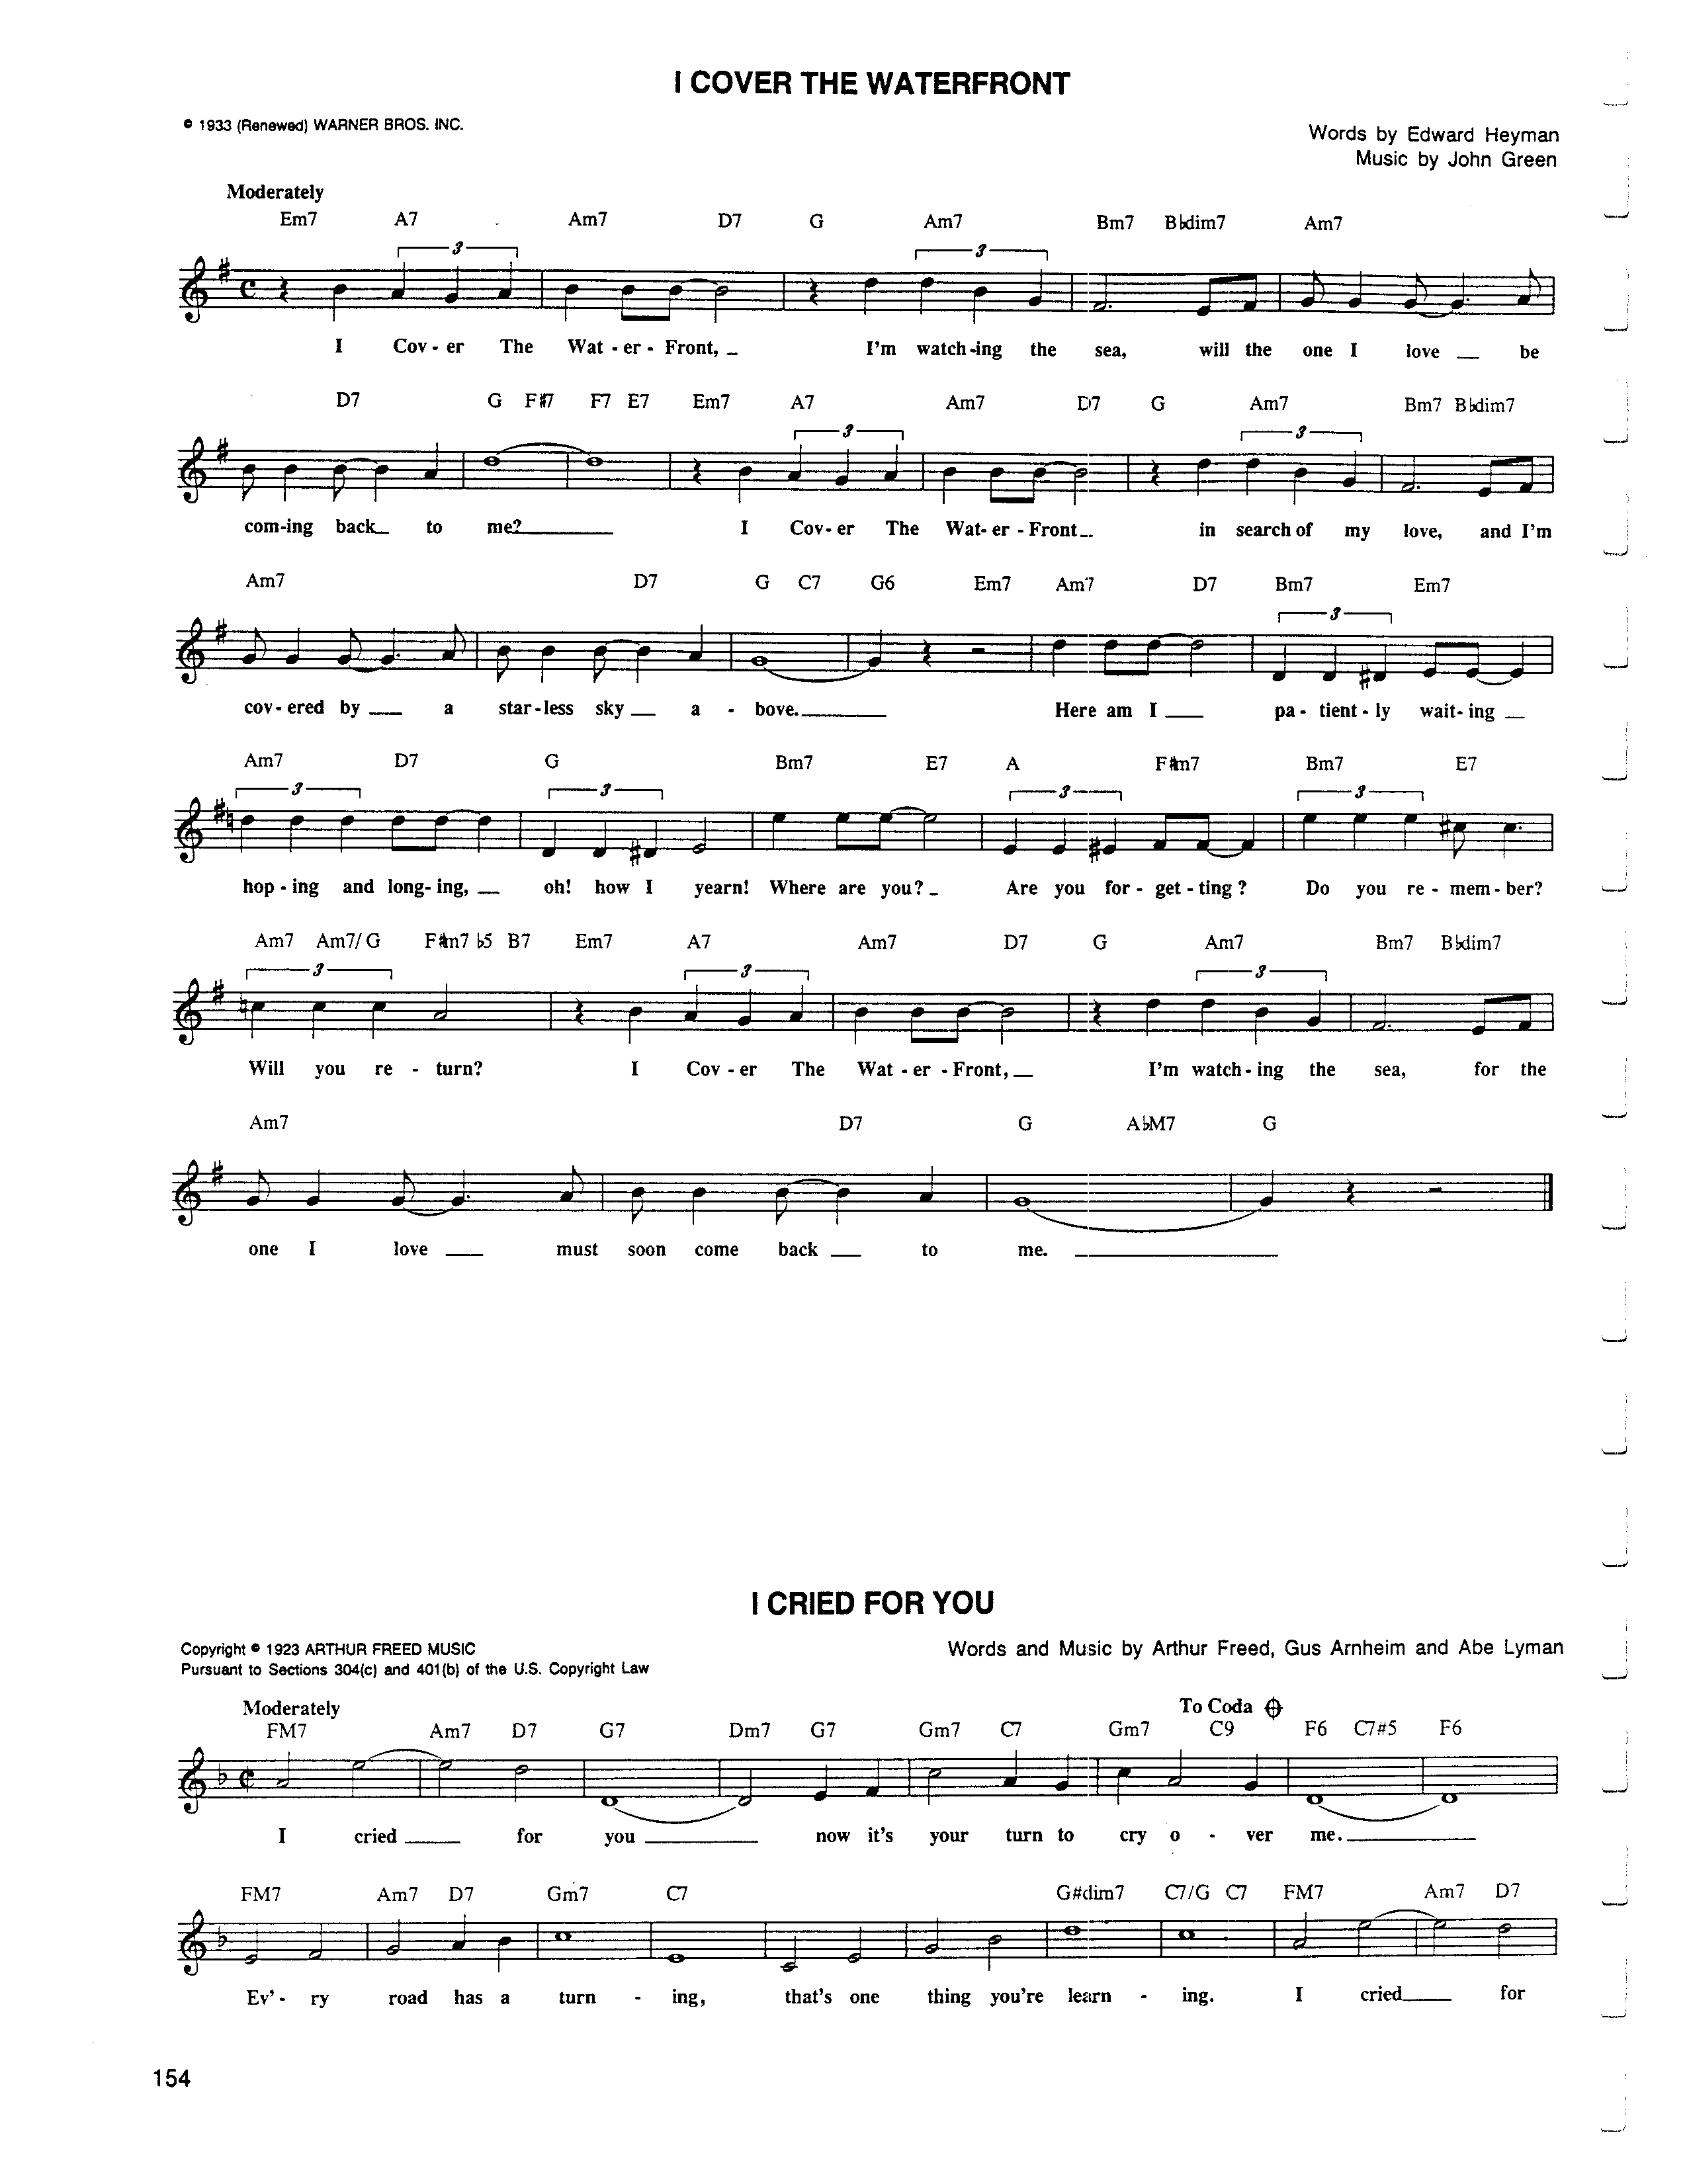 I COVER THE WATERFRONT
© 1933 (Renewed) WARNER BROS. INC.
Words by Edward Heyman
Music by John Green
Moderately
Em7 A7 Am7 D7 G Am7 Bm7 B♭dim7 Am7
3 3
I Cov - er The Wat - er - Front, _ I'm watch - ing the sea, will the one I love _ be
D7 G F♯7 F7 E7 Em7 A7 Am7 D7 G Am7 Bm7 B♭dim7
3 3
com - ing back _ to me? _ I Cov - er The Wat - er - Front _ in search of my love, and I'm
Am7 D7 G C7 G6 Em7 Am7 D7 Bm7 Em7
3
cov - ered by _ a star - less sky _ a - bove. _ Here am I _ pa - tient - ly wait - ing _
Am7 D7 G Bm7 E7 A F♯m7 Bm7 E7
3 3 3 3
hop - ing and long - ing, _ oh! how I yearn! Where are you? _ Are you for - get - ting? Do you re - mem - ber?
Am7 Am7/G F♯m7♭5 B7 Em7 A7 Am7 D7 G Am7 Bm7 B♭dim7
3 3 3
Will you re - turn? I Cov - er The Wat - er - Front, _ I'm watch - ing the sea, for the
Am7 D7 G A♭M7 G
one I love _ must soon come back _ to me. _
I CRIED FOR YOU
Copyright © 1923 ARTHUR FREED MUSIC
Pursuant to Sections 304(c) and 401(b) of the U.S. Copyright Law
Words and Music by Arthur Freed, Gus Arnheim and Abe Lyman
Moderately To Coda
FM7 Am7 D7 G7 Dm7 G7 Gm7 C7 Gm7 C9 F6 C7#5 F6
I cried _ for you _ now it's your turn to cry o - ver me. _
FM7 Am7 D7 Gm7 C7 G#dim7 C7/G C7 FM7 Am7 D7
Ev' - ry road has a turn - ing, that's one thing you're learn - ing. I cried _ for
154